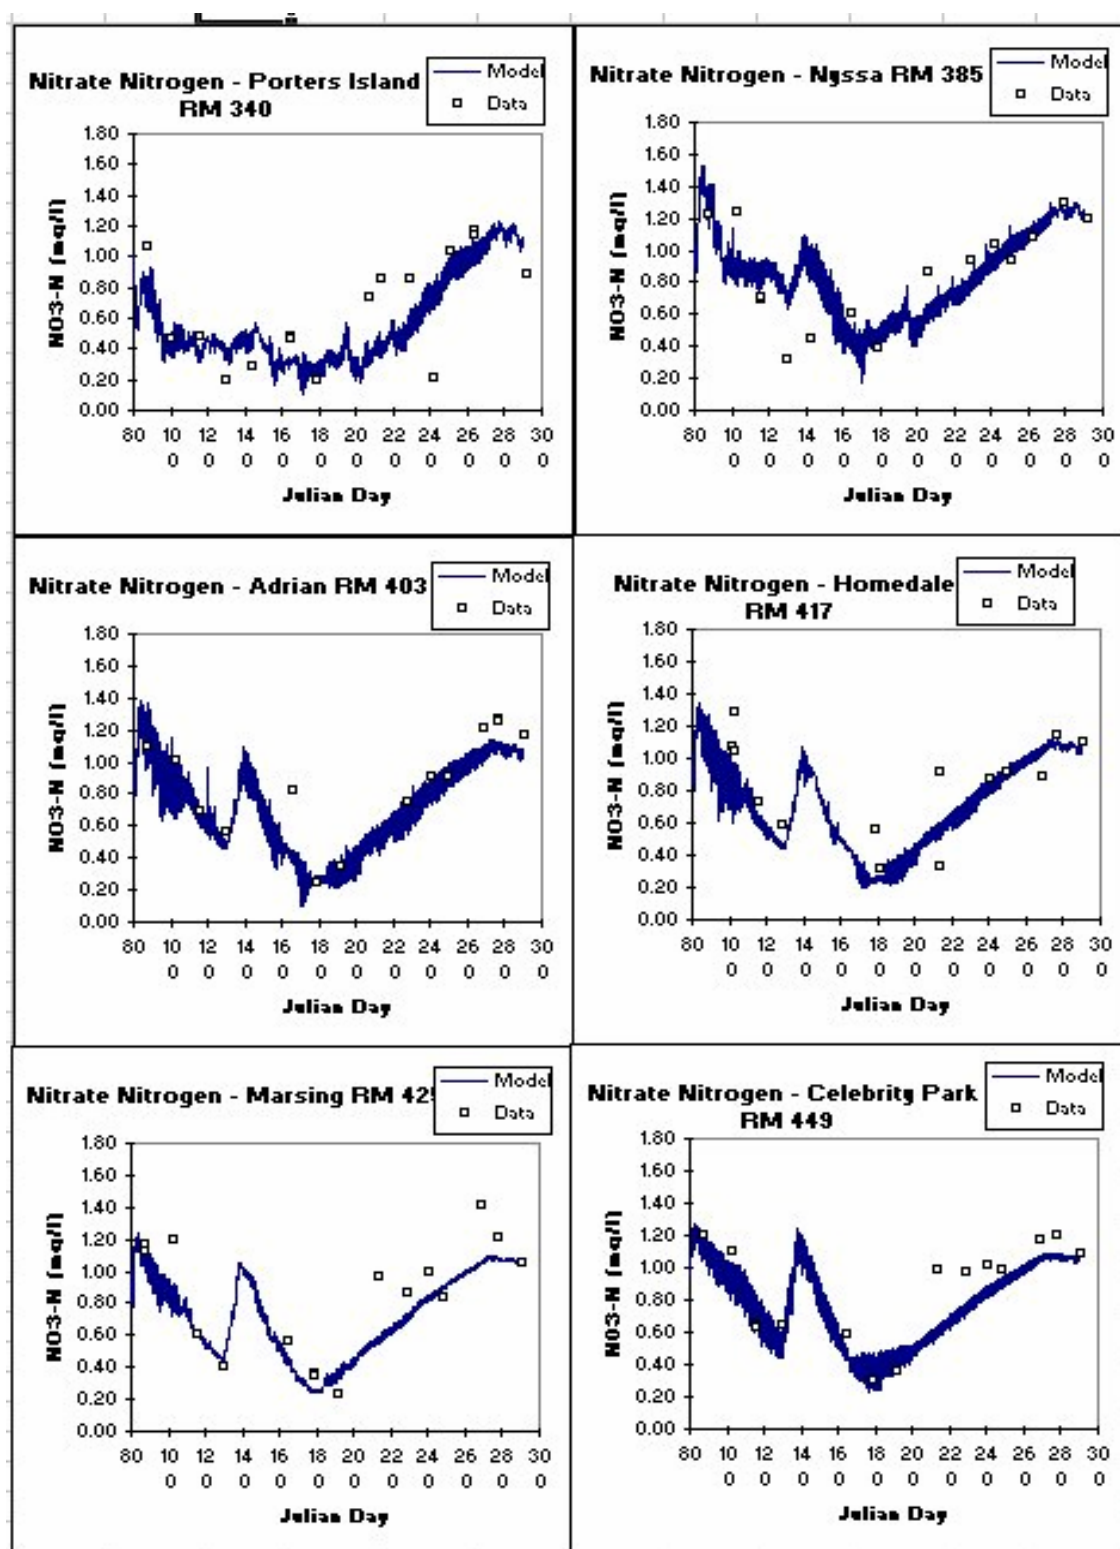 Nitrate Nitrogen - Porters Island
RM 340
Model
Data
1.80
1.60
1.40
1.20
1.00
0.80
0.60
0.40
0.20
0.00
NO3-N (mg/l)
80 10 12 14 16 18 20 22 24 26 28 30
0 0 0 0 0 0 0 0 0 0 0
Julian Day
Nitrate Nitrogen - Nyssa RM 385
Model
Data
1.80
1.60
1.40
1.20
1.00
0.80
0.60
0.40
0.20
0.00
NO3-N (mg/l)
80 10 12 14 16 18 20 22 24 26 28 30
0 0 0 0 0 0 0 0 0 0 0
Julian Day
Nitrate Nitrogen - Adrian RM 403
Model
Data
1.80
1.60
1.40
1.20
1.00
0.80
0.60
0.40
0.20
0.00
NO3-N (mg/l)
80 10 12 14 16 18 20 22 24 26 28 30
0 0 0 0 0 0 0 0 0 0 0
Julian Day
Nitrate Nitrogen - Homedale
RM 417
Model
Data
1.80
1.60
1.40
1.20
1.00
0.80
0.60
0.40
0.20
0.00
NO3-N (mg/l)
80 10 12 14 16 18 20 22 24 26 28 30
0 0 0 0 0 0 0 0 0 0 0
Julian Day
Nitrate Nitrogen - Marsing RM 425
Model
Data
1.80
1.60
1.40
1.20
1.00
0.80
0.60
0.40
0.20
0.00
NO3-N (mg/l)
80 10 12 14 16 18 20 22 24 26 28 30
0 0 0 0 0 0 0 0 0 0 0
Julian Day
Nitrate Nitrogen - Celebrity Park
RM 449
Model
Data
1.80
1.60
1.40
1.20
1.00
0.80
0.60
0.40
0.20
0.00
NO3-N (mg/l)
80 10 12 14 16 18 20 22 24 26 28 30
0 0 0 0 0 0 0 0 0 0 0
Julian Day